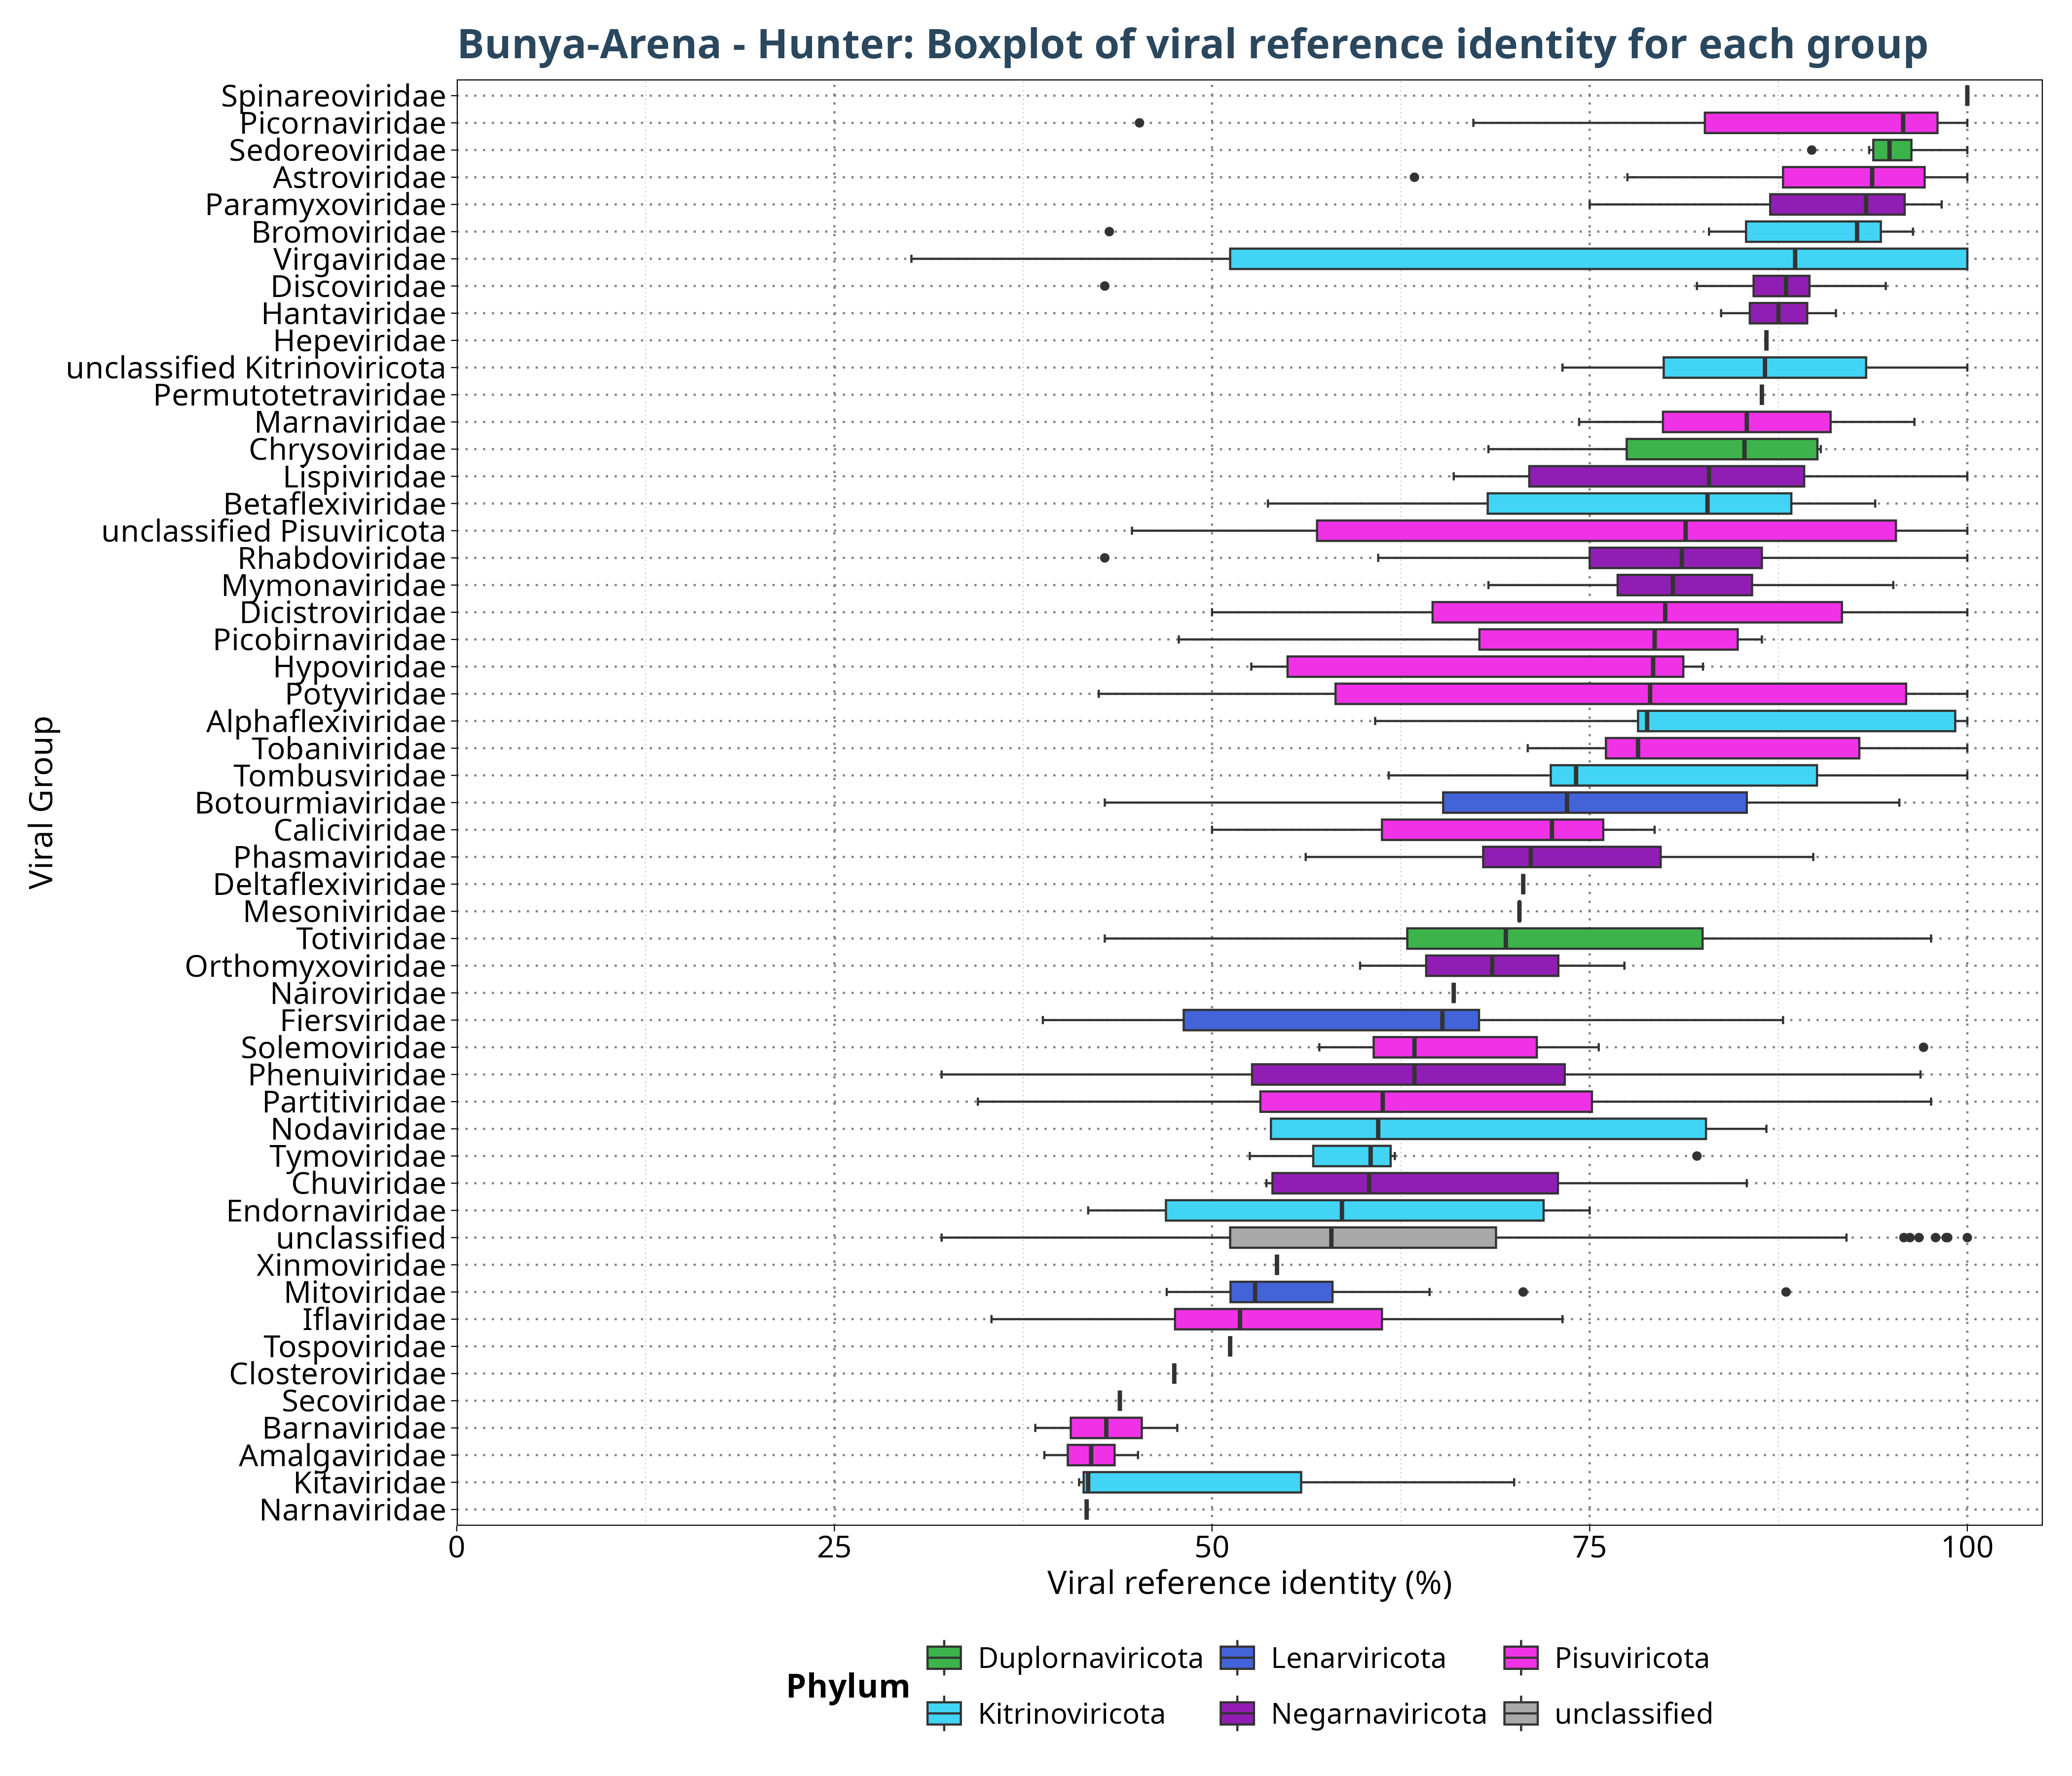 Bunya-Arena - Hunter: Boxplot of viral reference identity for each group
Viral Group
Spinareoviridae
Picornaviridae
Sedoreoviridae
Astroviridae
Paramyxoviridae
Bromoviridae
Virgaviridae
Discoviridae
Hantaviridae
Hepeviridae
unclassified Kitrinoviricota
Permutotetraviridae
Marnaviridae
Chrysoviridae
Lispiviridae
Betaflexiviridae
unclassified Pisuviricota
Rhabdoviridae
Mymonaviridae
Dicistroviridae
Picobirnaviridae
Hypoviridae
Potyviridae
Alphaflexiviridae
Tobaniviridae
Tombusviridae
Botourmiaviridae
Caliciviridae
Phasmaviridae
Deltaflexiviridae
Mesoniviridae
Totiviridae
Orthomyxoviridae
Nairoviridae
Fiersviridae
Solemoviridae
Phenuiviridae
Partitiviridae
Nodaviridae
Tymoviridae
Chuviridae
Endornaviridae
unclassified
Xinmoviridae
Mitoviridae
Iflaviridae
Tospoviridae
Closteroviridae
Secoviridae
Barnaviridae
Amalgaviridae
Kitaviridae
Narnaviridae
0 25 50 75 100
Viral reference identity (%)
Phylum
Duplornaviricota Lenarviricota Pisuviricota
Kitrinoviricota Negarnaviricota unclassified